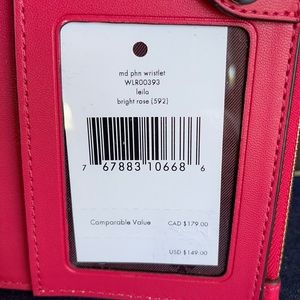 md phn wristlet
WLR00393
leila
bright rose (592)
7 67883 10668 6
Comparable Value CAD $179.00
USD $149.00